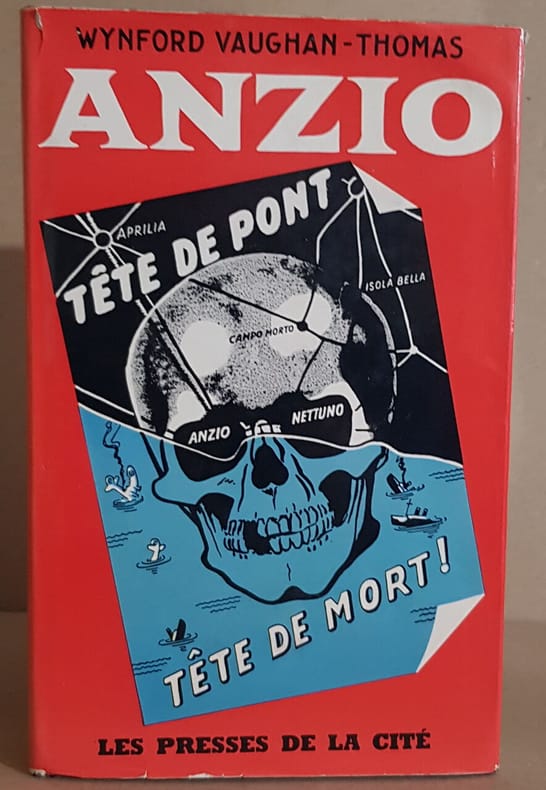 WYNFORD VAUGHAN-THOMAS
ANZIO
TÊTE DE PONT
APRILIA
ISOLA BELLA
CAMPO MORTO
ANZIO
NETTUNO
TÊTE DE MORT!
LES PRESSES DE LA CITÉ